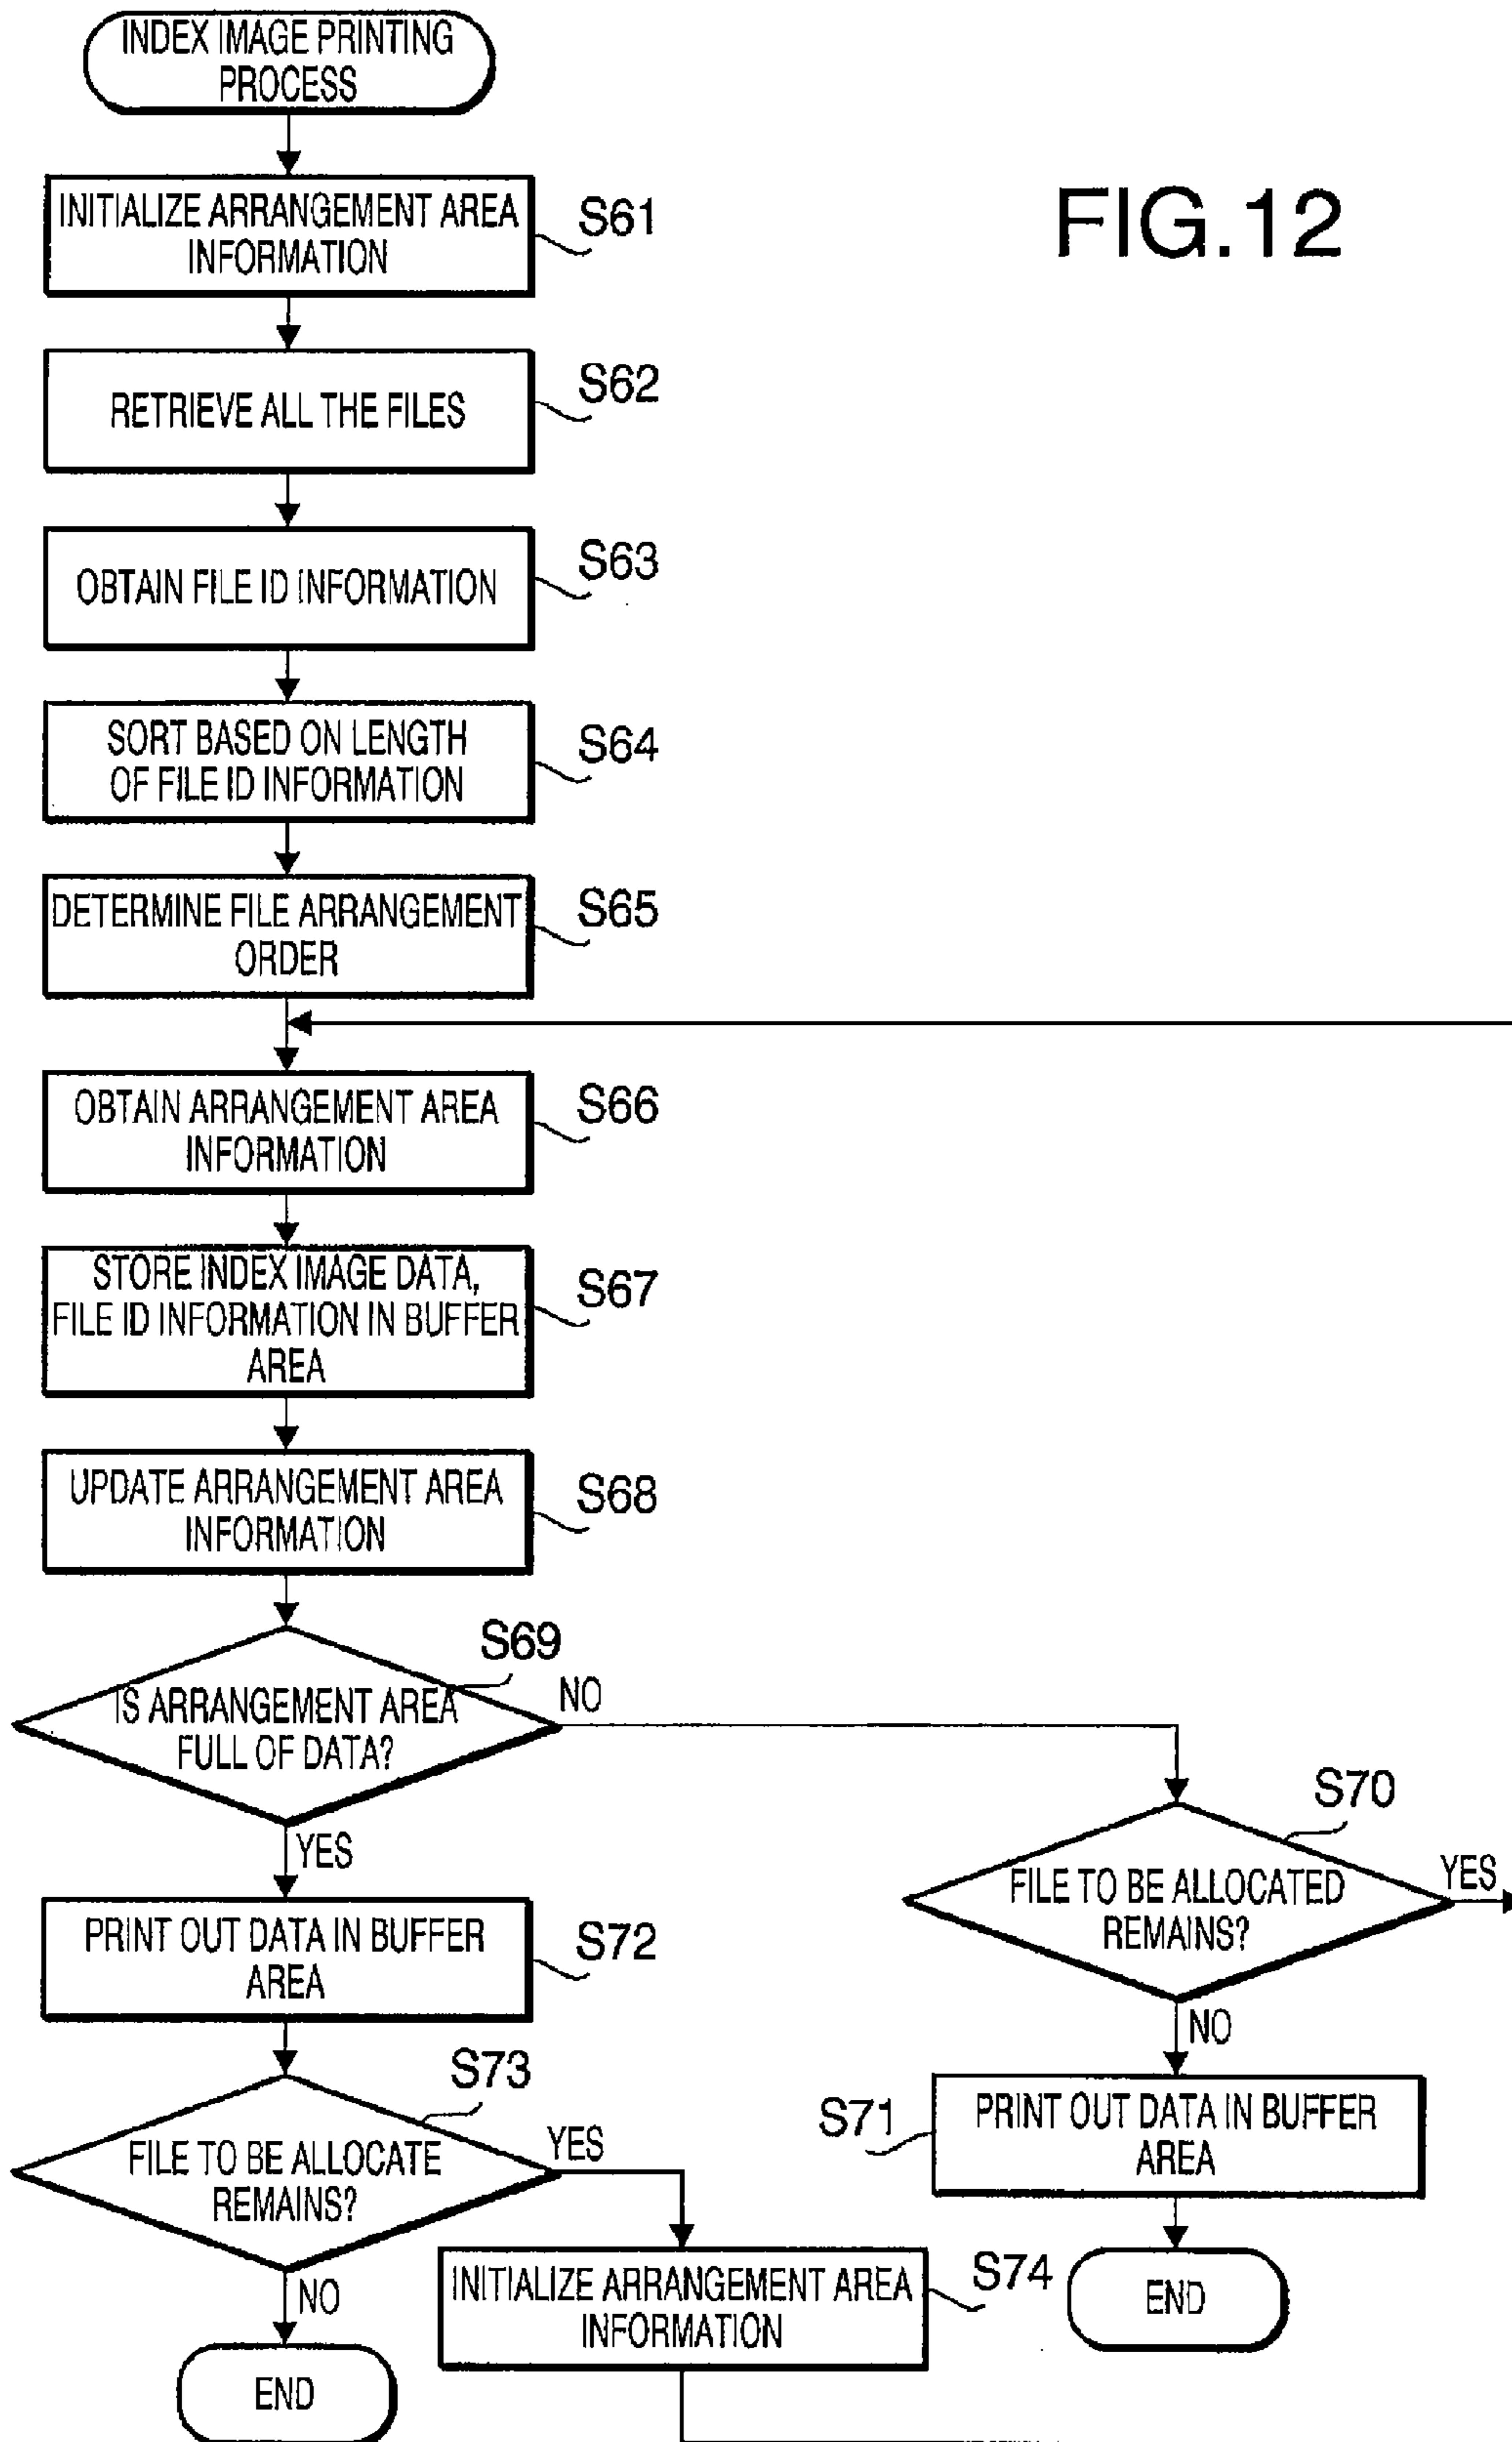 INDEX IMAGE PRINTING
PROCESS
FIG.12
INITIALIZE ARRANGEMENT AREA
INFORMATION
S61
RETRIEVE ALL THE FILES
S62
OBTAIN FILE ID INFORMATION
S63
SORT BASED ON LENGTH
OF FILE ID INFORMATION
S64
DETERMINE FILE ARRANGEMENT
ORDER
S65
OBTAIN ARRANGEMENT AREA
INFORMATION
S66
STORE INDEX IMAGE DATA,
FILE ID INFORMATION IN BUFFER
AREA
S67
UPDATE ARRANGEMENT AREA
INFORMATION
S68
S69
IS ARRANGEMENT AREA
FULL OF DATA?
NO
YES
S70
FILE TO BE ALLOCATED
REMAINS?
YES
NO
PRINT OUT DATA IN BUFFER
AREA
S72
S71
PRINT OUT DATA IN BUFFER
AREA
END
S73
FILE TO BE ALLOCATE
REMAINS?
YES
NO
INITIALIZE ARRANGEMENT AREA
INFORMATION
S74
END